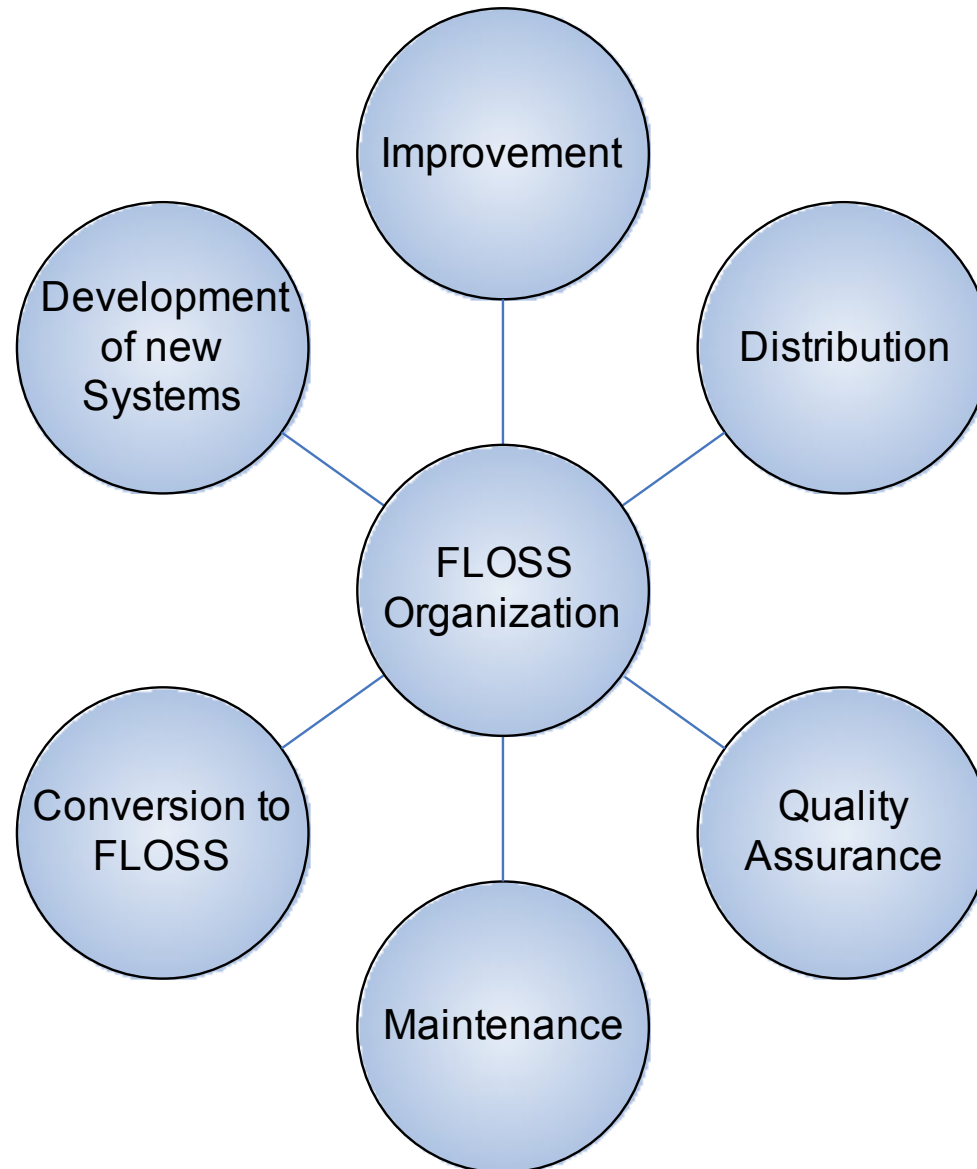 Improvement
Development
of new
Systems
Distribution
FLOSS
Organization
Conversion to
FLOSS
Quality
Assurance
Maintenance